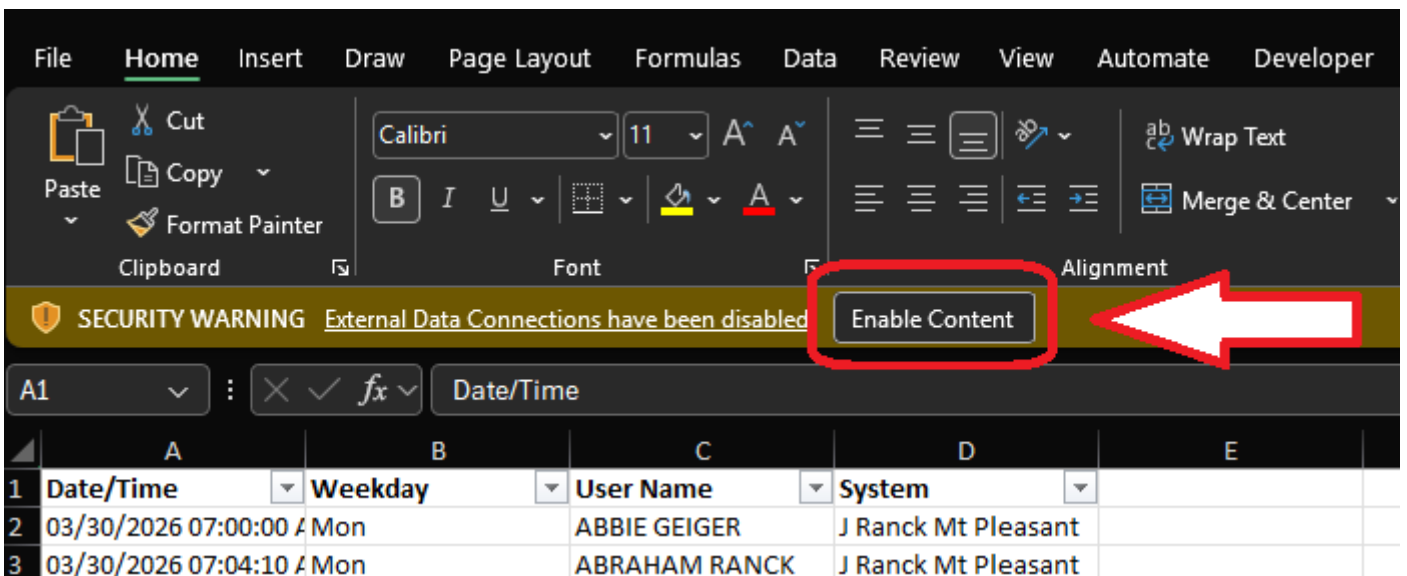 File Home Insert Draw Page Layout Formulas Data Review View Automate Developer
Cut
Calibri 11 A A
ab Wrap Text
Copy
Paste
B I U A
Merge & Center
Format Painter
Clipboard Font Alignment
SECURITY WARNING External Data Connections have been disabled Enable Content
A1 fx Date/Time
A B C D E
1 Date/Time Weekday User Name System
2 03/30/2026 07:00:00 A Mon ABBIE GEIGER J Ranck Mt Pleasant
3 03/30/2026 07:04:10 A Mon ABRAHAM RANCK J Ranck Mt Pleasant